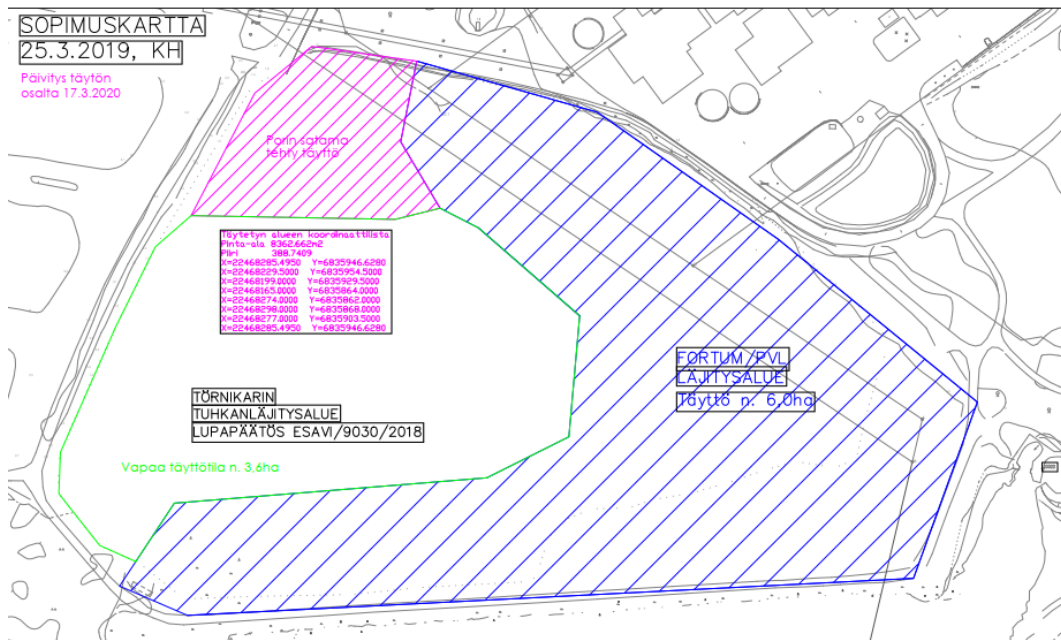 SOPIMUSKARTTA
25.3.2019, KH
Päivitys täytön
osalta 17.3.2020
Porin satama
tehty täyttö
Täytetyn alueen koordinaattilista
Pinta-ala 8362.662m2
Piiri 388.7409
X=22468285.4950 Y=6835946.6280
X=22468229.5000 Y=6835954.5000
X=22468199.0000 Y=6835929.5000
X=22468165.0000 Y=6835864.0000
X=22468274.0000 Y=6835862.0000
X=22468298.0000 Y=6835868.0000
X=22468277.0000 Y=6835903.5000
X=22468285.4950 Y=6835946.6280
FORTUM/PVL
LÄJITYSALUE
Täyttö n. 6,0ha
TÖRNIKARIN
TUHKANLÄJITYSALUE
LUPAPÄÄTÖS ESAVI/9030/2018
Vapaa täyttötila n. 3,6ha